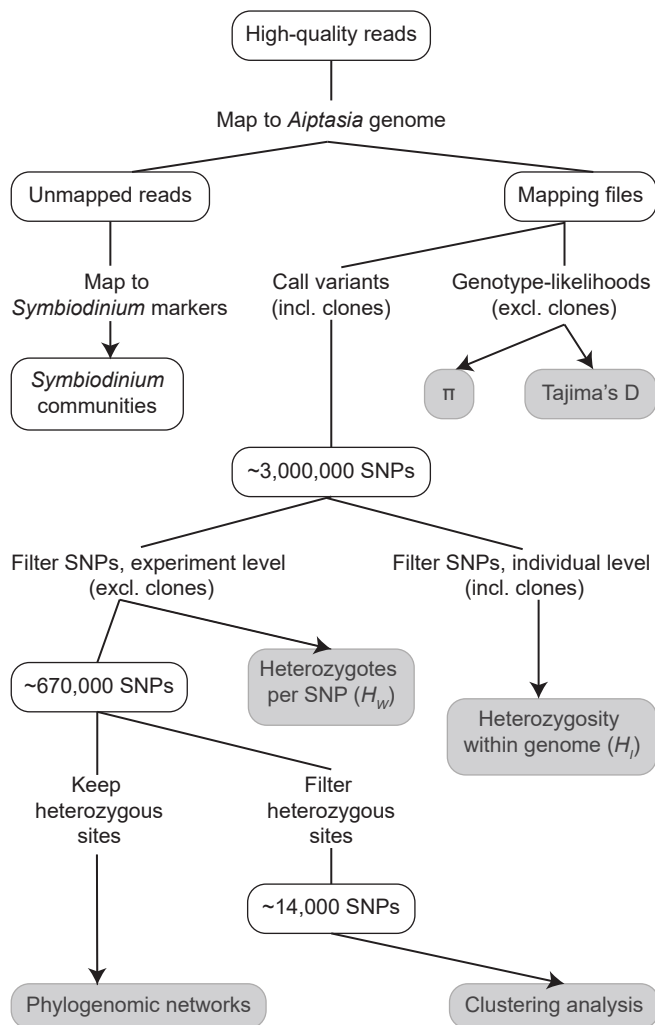 High-quality reads
Map to Aiptasia genome
Unmapped reads
Mapping files
Map to
Symbiodinium markers
Call variants
(incl. clones)
Genotype-likelihoods
(excl. clones)
Symbiodinium
communities
π
Tajima’s D
~3,000,000 SNPs
Filter SNPs, experiment level
(excl. clones)
Filter SNPs, individual level
(incl. clones)
~670,000 SNPs
Heterozygotes
per SNP (HW)
Heterozygosity
within genome (HI)
Keep
heterozygous
sites
Filter
heterozygous
sites
~14,000 SNPs
Phylogenomic networks
Clustering analysis